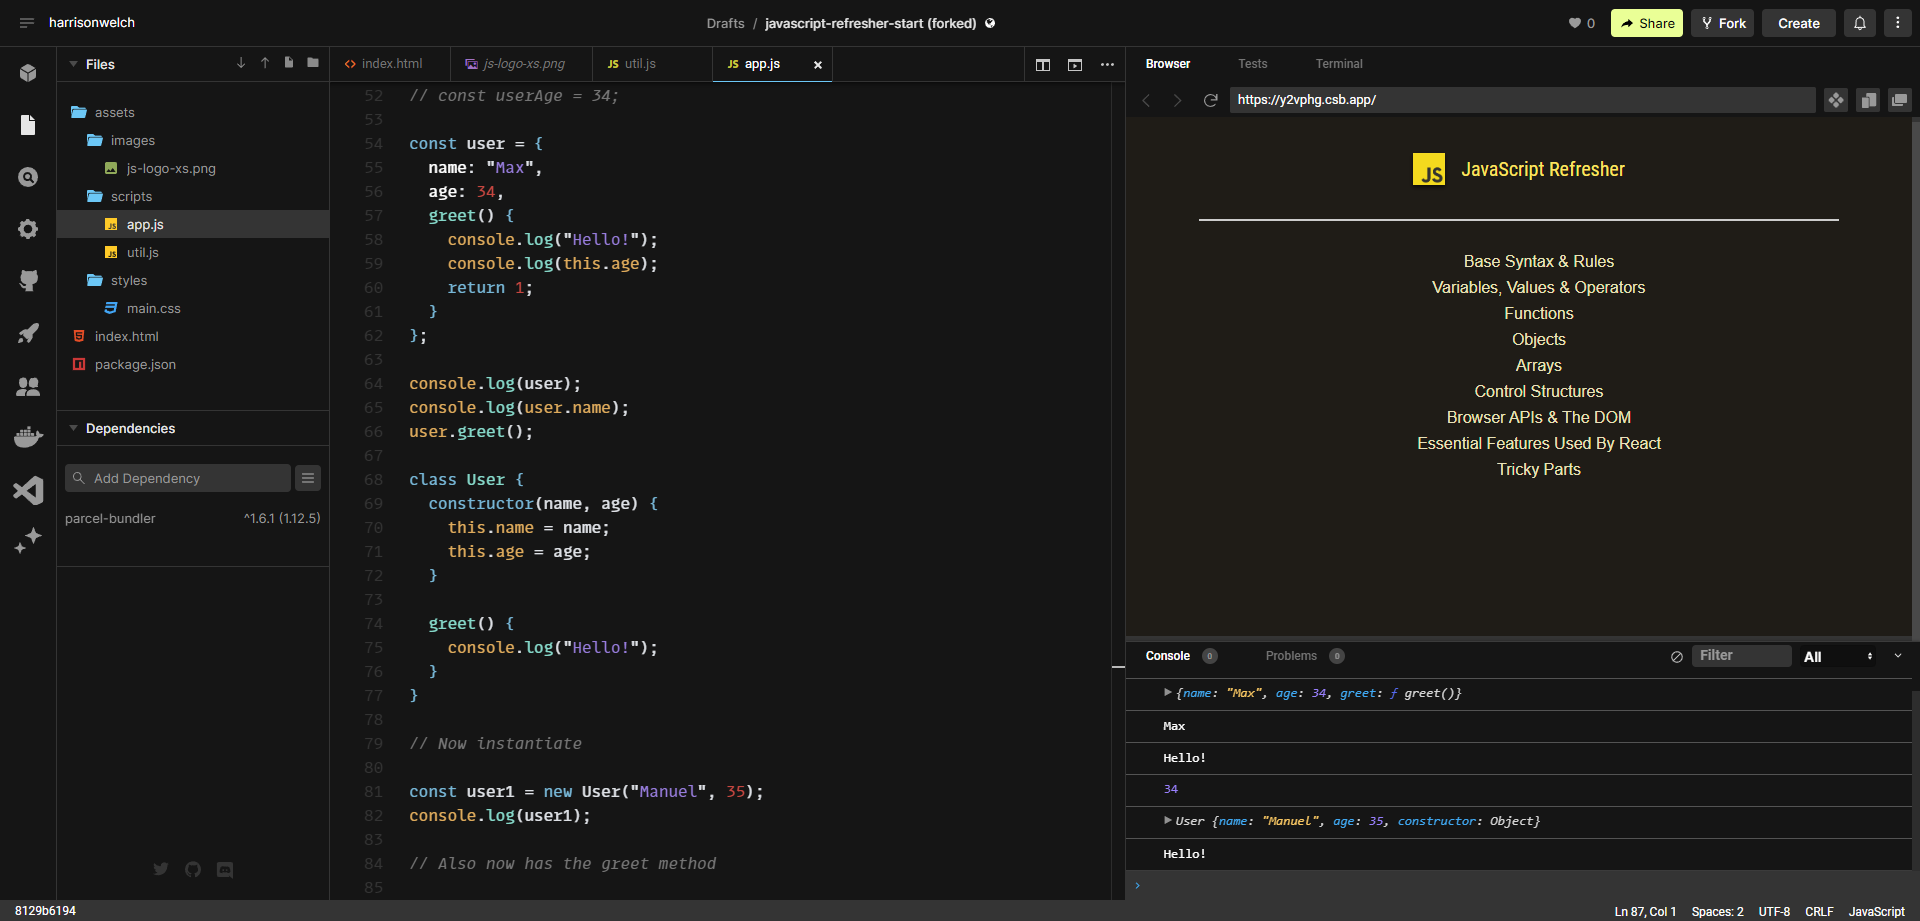 harrisonwelch
Drafts / javascript-refresher-start (forked)
0
Share
Fork
Create
Files
assets
images
js-logo-xs.png
scripts
app.js
util.js
styles
main.css
index.html
package.json
Dependencies
Add Dependency
parcel-bundler ^1.6.1 (1.12.5)
8129b6194
index.html
js-logo-xs.png
JS util.js
JS app.js
52 // const userAge = 34;
53
54 const user = {
55 name: "Max",
56 age: 34,
57 greet() {
58 console.log("Hello!");
59 console.log(this.age);
60 return 1;
61 }
62 };
63
64 console.log(user);
65 console.log(user.name);
66 user.greet();
67
68 class User {
69 constructor(name, age) {
70 this.name = name;
71 this.age = age;
72 }
73
74 greet() {
75 console.log("Hello!");
76 }
77 }
78
79 // Now instantiate
80
81 const user1 = new User("Manuel", 35);
82 console.log(user1);
83
84 // Also now has the greet method
85
Browser
Tests
Terminal
https://y2vphg.csb.app/
JS JavaScript Refresher
Base Syntax & Rules
Variables, Values & Operators
Functions
Objects
Arrays
Control Structures
Browser APIs & The DOM
Essential Features Used By React
Tricky Parts
Console 0
Problems 0
Filter
All
{name: "Max", age: 34, greet: ƒ greet()}
Max
Hello!
34
User {name: "Manuel", age: 35, constructor: Object}
Hello!
Ln 87, Col 1 Spaces: 2 UTF-8 CRLF JavaScript